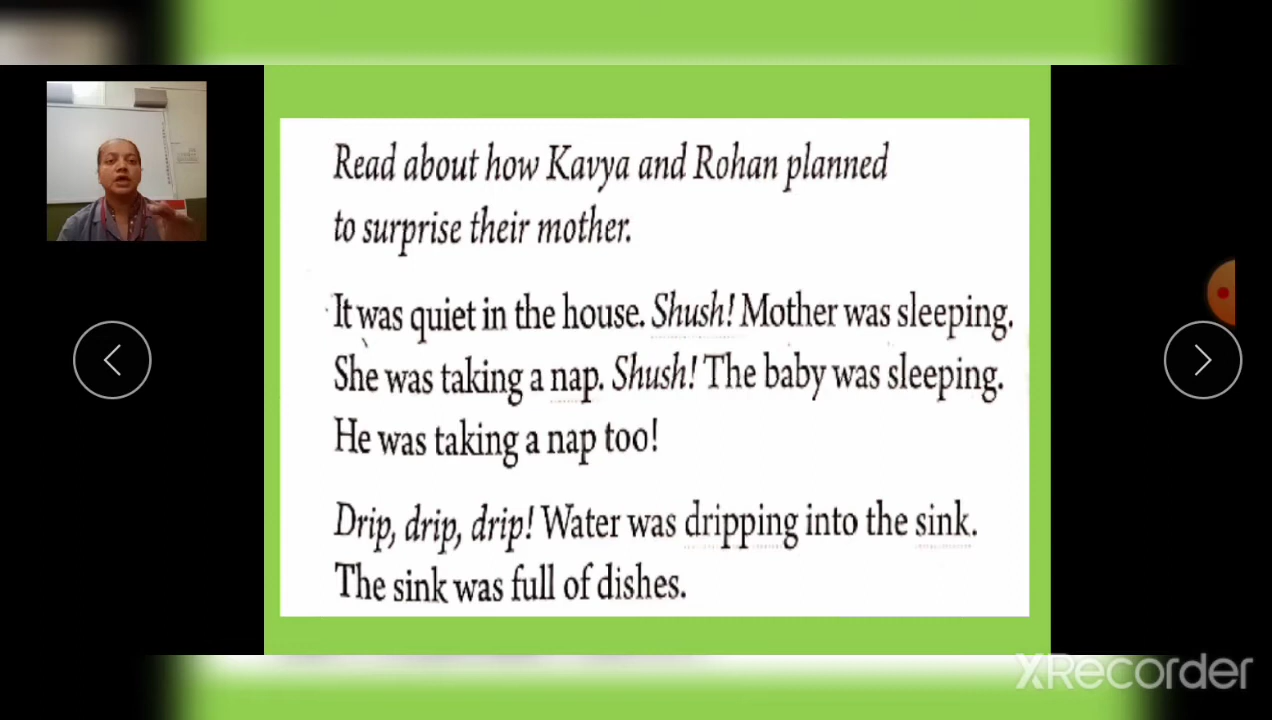 Read about how Kavya and Rohan planned
to surprise their mother.
It was quiet in the house. Shush! Mother was sleeping.
She was taking a nap. Shush! The baby was sleeping.
He was taking a nap too!
Drip, drip, drip! Water was dripping into the sink.
The sink was full of dishes.
XRecorder